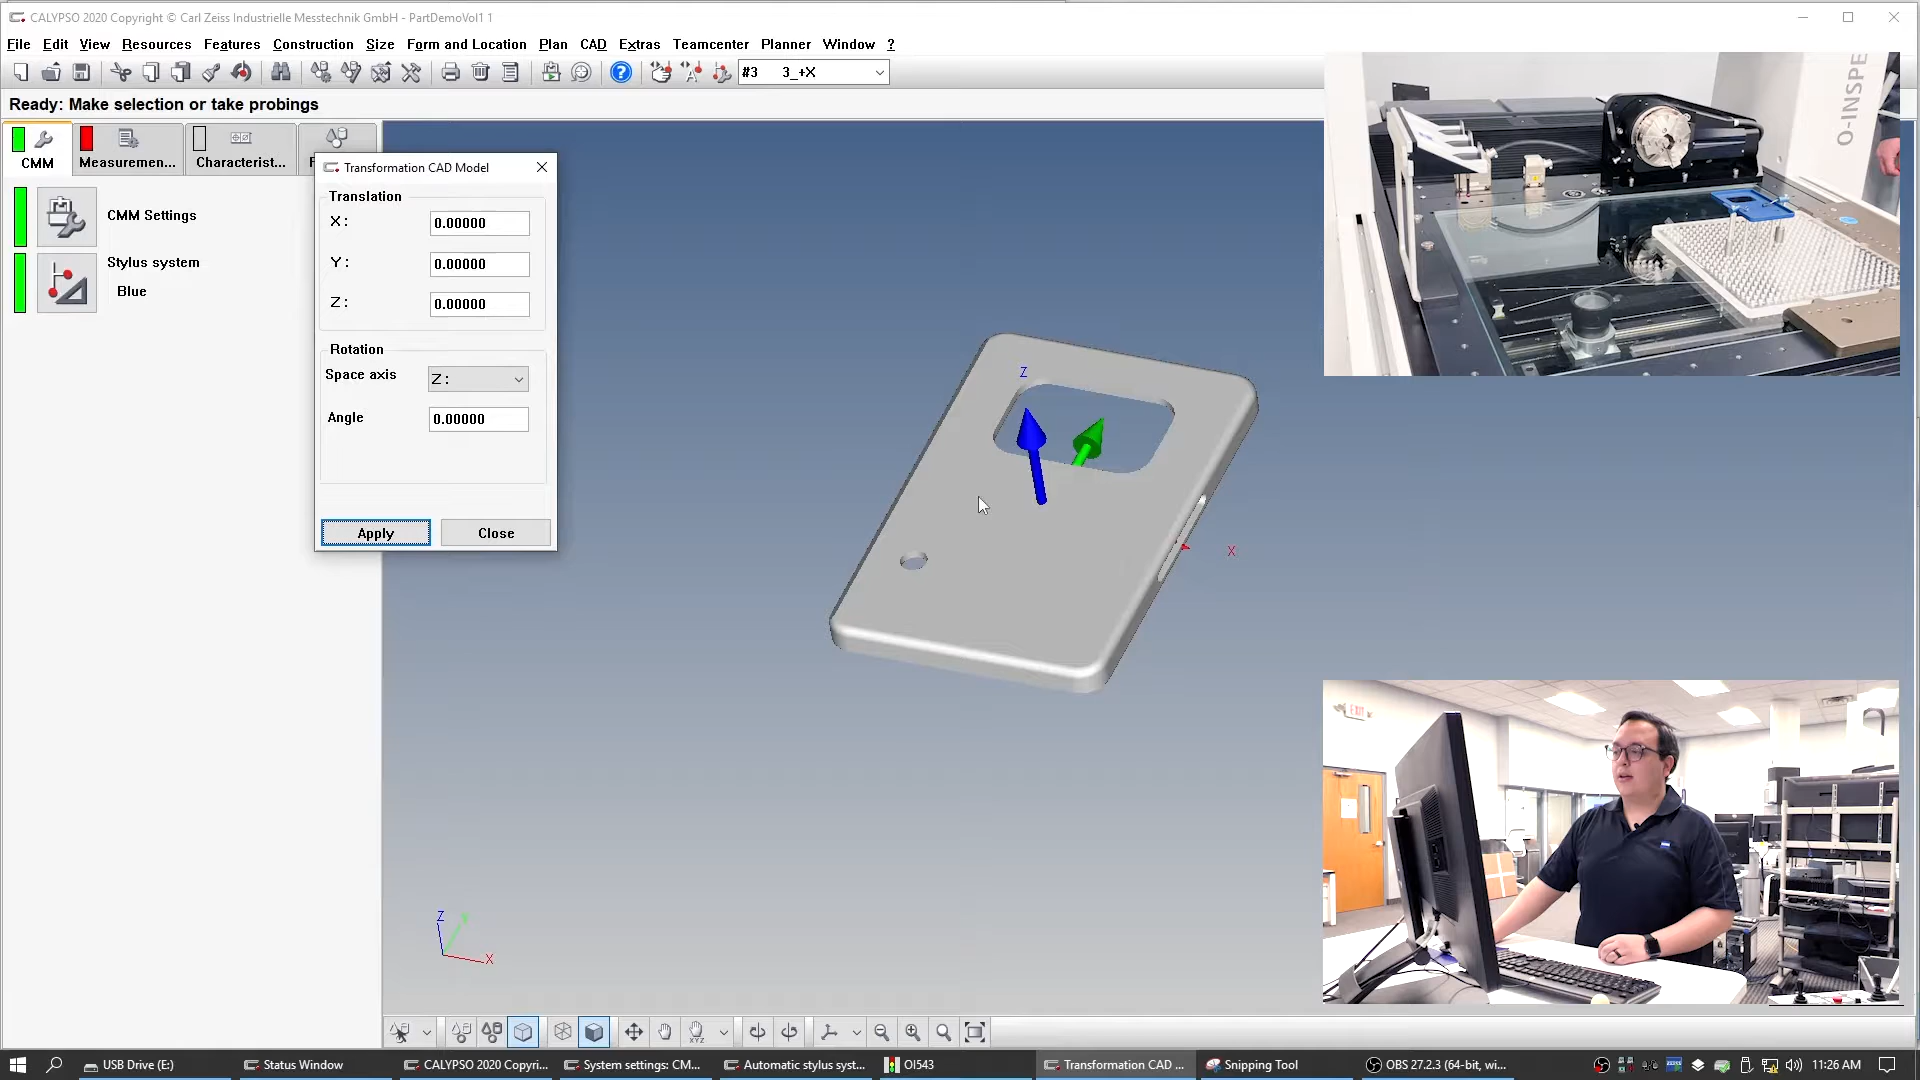 CALYPSO 2020 Copyright © Carl Zeiss Industrielle Messtechnik GmbH - PartDemoVol1 1
File Edit View Resources Features Construction Size Form and Location Plan CAD Extras Teamcenter Planner Window ?
#3 3_+X
Ready: Make selection or take probings
CMM
Measuremen...
Characterist...
F
CMM Settings
Stylus system
Blue
Transformation CAD Model
Translation
X: 0.00000
Y: 0.00000
Z: 0.00000
Rotation
Space axis Z:
Angle 0.00000
Apply Close
Z
X
Z Y
X
O-INSPE
EXIT
XYZ
USB Drive (E:)
Status Window
CALYPSO 2020 Copyri...
System settings: CM...
Automatic stylus syst...
OI543
Transformation CAD ...
Snipping Tool
OBS 27.2.3 (64-bit, wi...
11:26 AM